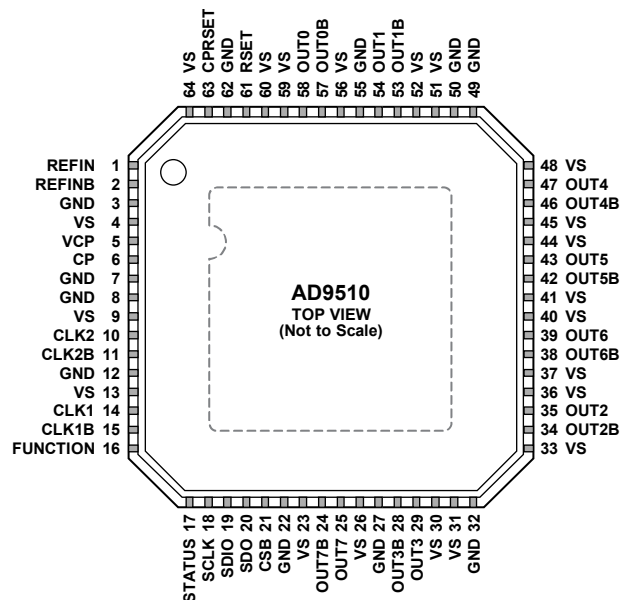 64 VS
63 CPRSET
62 GND
61 RSET
60 VS
59 VS
58 OUT0
57 OUT0B
56 VS
55 GND
54 OUT1
53 OUT1B
52 VS
51 VS
50 GND
49 GND
REFIN 1
REFINB 2
GND 3
VS 4
VCP 5
CP 6
GND 7
GND 8
VS 9
CLK2 10
CLK2B 11
GND 12
VS 13
CLK1 14
CLK1B 15
FUNCTION 16
AD9510
TOP VIEW
(Not to Scale)
48 VS
47 OUT4
46 OUT4B
45 VS
44 VS
43 OUT5
42 OUT5B
41 VS
40 VS
39 OUT6
38 OUT6B
37 VS
36 VS
35 OUT2
34 OUT2B
33 VS
STATUS 17
SCLK 18
SDIO 19
SDO 20
CSB 21
GND 22
VS 23
OUT7B 24
OUT7 25
VS 26
GND 27
OUT3B 28
OUT3 29
VS 30
VS 31
GND 32